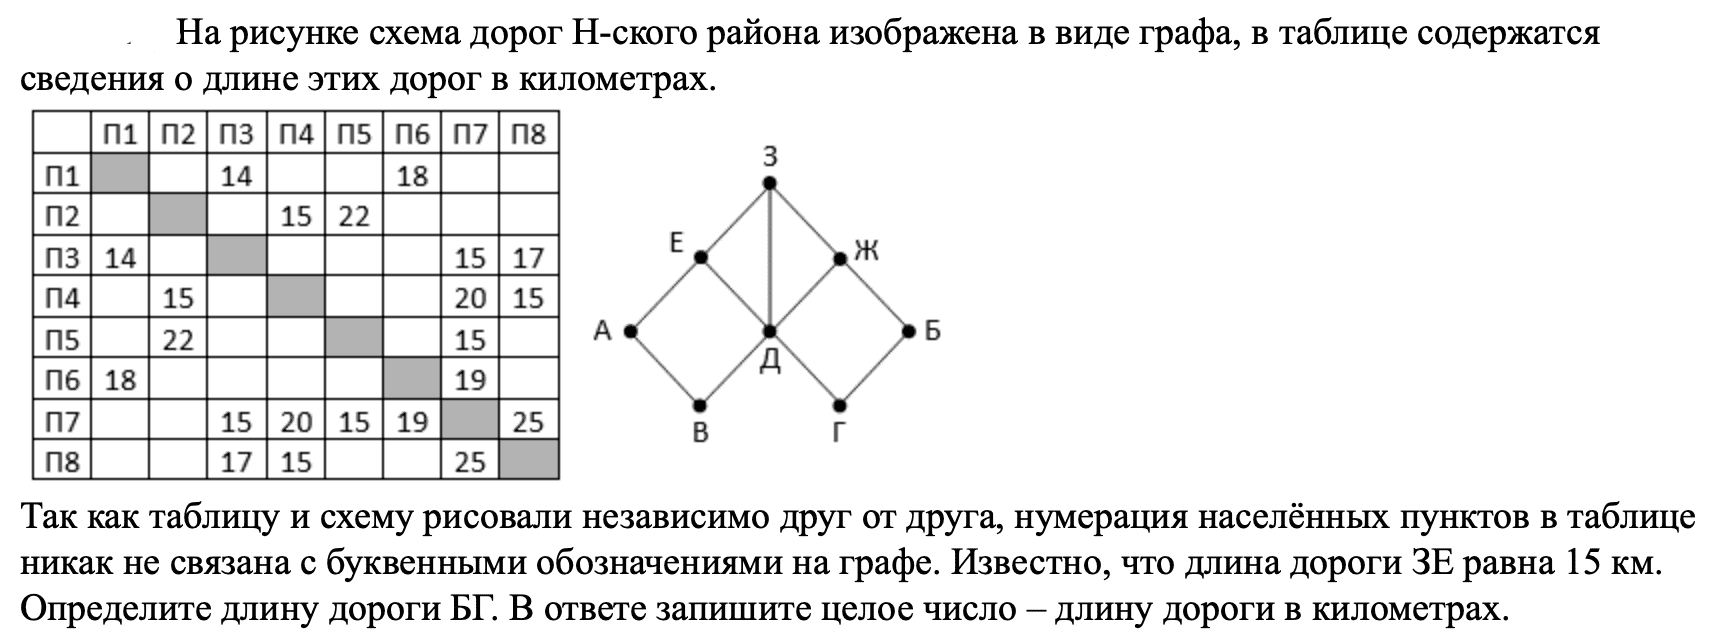 На рисунке схема дорог Н-ского района изображена в виде графа, в таблице содержатся
сведения о длине этих дорог в километрах.
П1 П2 П3 П4 П5 П6 П7 П8
П1 14 18
П2 15 22
П3 14 15 17
П4 15 20 15
П5 22 15
П6 18 19
П7 15 20 15 19 25
П8 17 15 25
З
Е Ж
А Б
Д
В Г
Так как таблицу и схему рисовали независимо друг от друга, нумерация населённых пунктов в таблице
никак не связана с буквенными обозначениями на графе. Известно, что длина дороги ЗЕ равна 15 км.
Определите длину дороги БГ. В ответе запишите целое число – длину дороги в километрах.